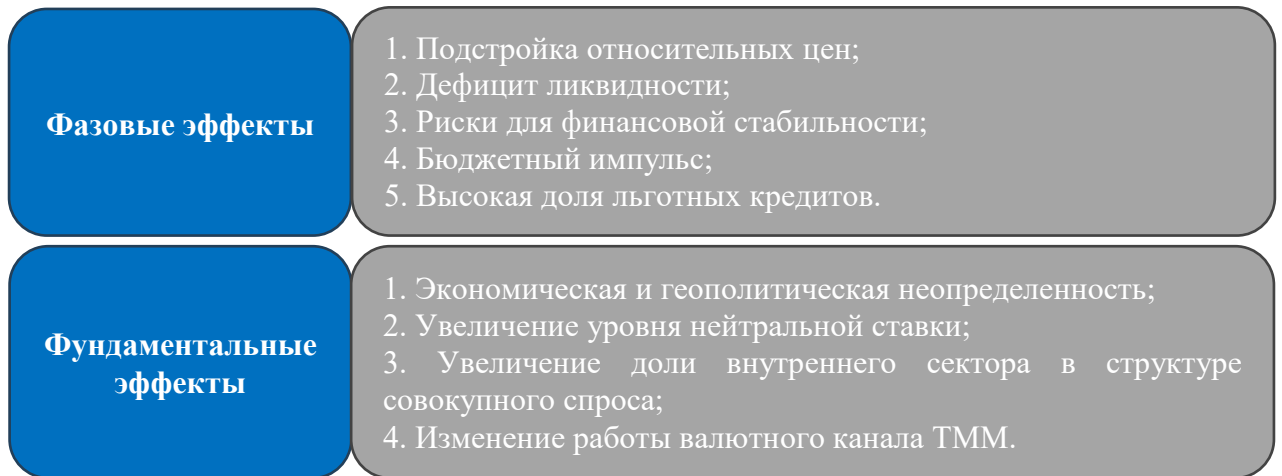 Фазовые эффекты
1. Подстройка относительных цен;
2. Дефицит ликвидности;
3. Риски для финансовой стабильности;
4. Бюджетный импульс;
5. Высокая доля льготных кредитов.
Фундаментальные
эффекты
1. Экономическая и геополитическая неопределенность;
2. Увеличение уровня нейтральной ставки;
3. Увеличение доли внутреннего сектора в структуре
совокупного спроса;
4. Изменение работы валютного канала ТММ.